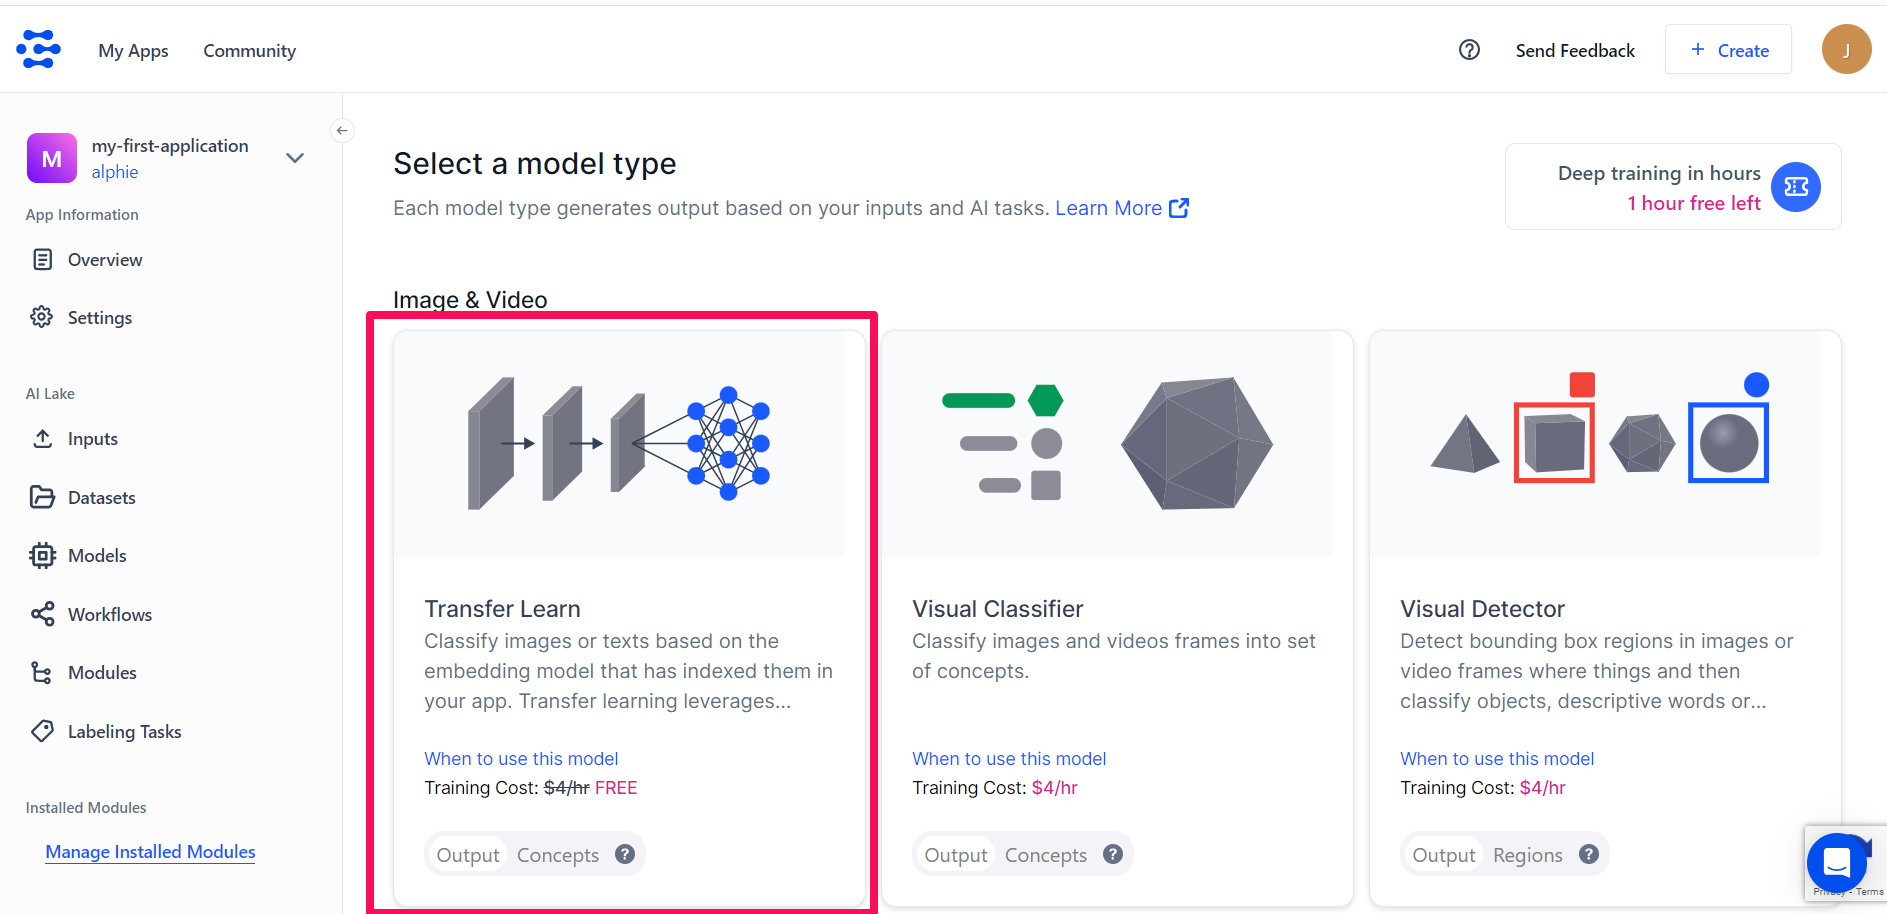 My Apps
Community
Send Feedback
+ Create
J
M
my-first-application
alphie
App Information
Overview
Settings
AI Lake
Inputs
Datasets
Models
Workflows
Modules
Labeling Tasks
Installed Modules
Manage Installed Modules
Select a model type
Each model type generates output based on your inputs and AI tasks. Learn More
Deep training in hours
1 hour free left
Image & Video
Transfer Learn
Classify images or texts based on the
embedding model that has indexed them in
your app. Transfer learning leverages...
When to use this model
Training Cost: $4/hr FREE
Output Concepts ?
Visual Classifier
Classify images and videos frames into set
of concepts.
When to use this model
Training Cost: $4/hr
Output Concepts ?
Visual Detector
Detect bounding box regions in images or
video frames where things and then
classify objects, descriptive words or...
When to use this model
Training Cost: $4/hr
Output Regions ?
Privacy - Terms